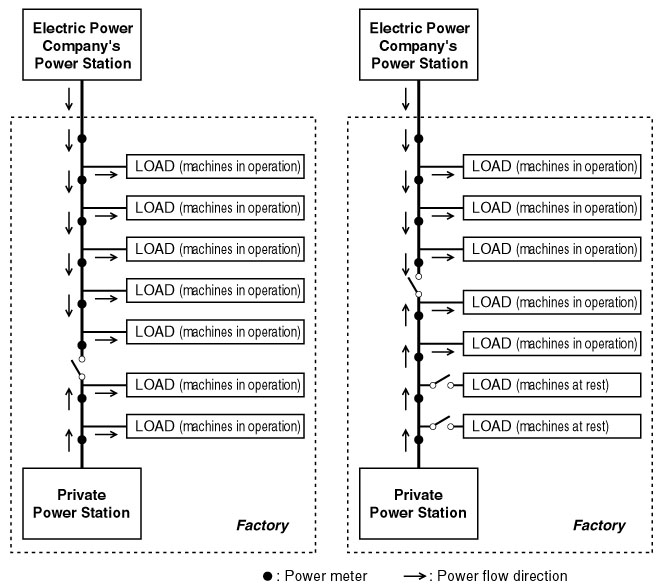 Electric Power
Company's
Power Station
LOAD (machines in operation)
LOAD (machines in operation)
LOAD (machines in operation)
LOAD (machines in operation)
LOAD (machines in operation)
LOAD (machines in operation)
LOAD (machines in operation)
Private
Power Station
Factory
Electric Power
Company's
Power Station
LOAD (machines in operation)
LOAD (machines in operation)
LOAD (machines in operation)
LOAD (machines in operation)
LOAD (machines in operation)
LOAD (machines at rest)
LOAD (machines at rest)
Private
Power Station
Factory
: Power meter
: Power flow direction